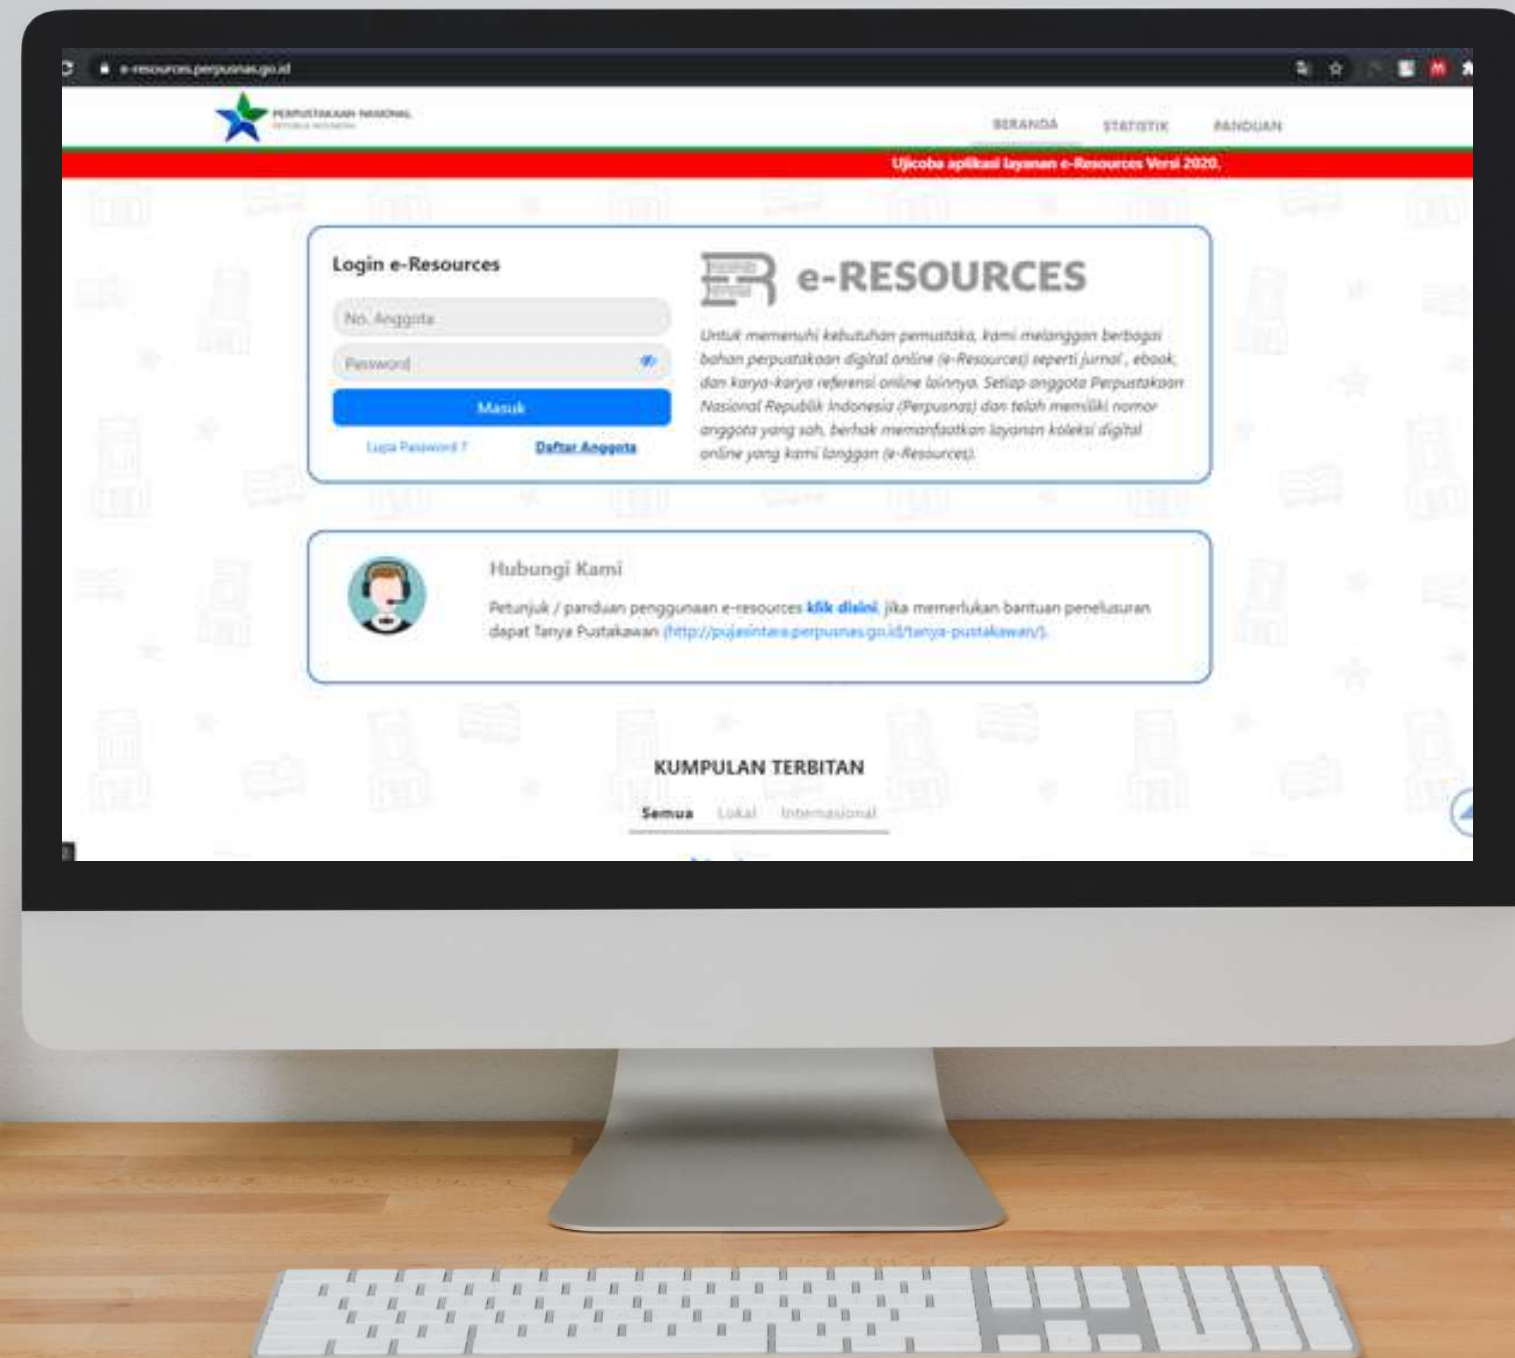 e-resources.perpusnas.go.id
PERPUSTAKAAN NASIONAL
REPUBLIK INDONESIA
BERANDA STATISTIK PANDUAN
Ujicoba aplikasi layanan e-Resources Versi 2020.
Login e-Resources
No. Anggota
Password
Masuk
Lupa Password ? Daftar Anggota
e-RESOURCES
Untuk memenuhi kebutuhan pemustaka, kami melanggan berbagai
bahan perpustakaan digital online (e-Resources) seperti jurnal , ebook,
dan karya-karya referensi online lainnya. Setiap anggota Perpustakaan
Nasional Republik Indonesia (Perpusnas) dan telah memiliki nomor
anggota yang sah, berhak memanfaatkan layanan koleksi digital
online yang kami langgan (e-Resources).
Hubungi Kami
Petunjuk / panduan penggunaan e-resources klik disini, jika memerlukan bantuan penelusuran
dapat Tanya Pustakawan (http://pujasintara.perpusnas.go.id/tanya-pustakawan/).
KUMPULAN TERBITAN
Semua Lokal Internasional